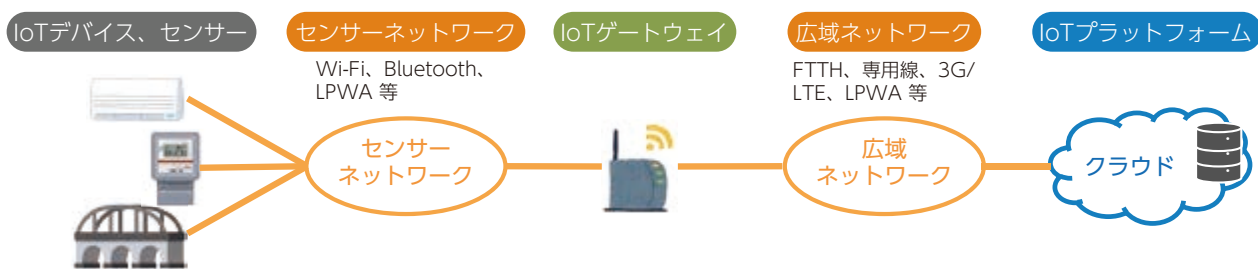 IoTデバイス、センサー
センサーネットワーク
IoTゲートウェイ
広域ネットワーク
IoTプラットフォーム
Wi-Fi、Bluetooth、
LPWA 等
FTTH、専用線、3G/
LTE、LPWA 等
センサー
ネットワーク
広域
ネットワーク
クラウド